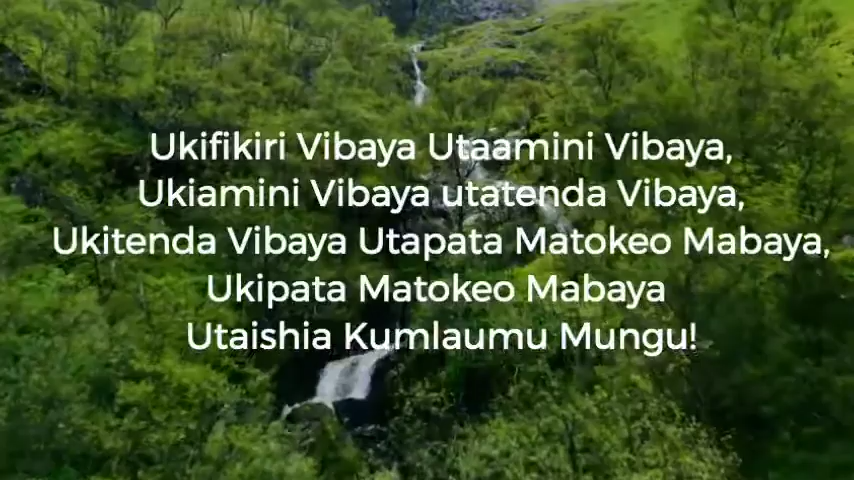 Ukifikiri Vibaya Utaamini Vibaya,
Ukiamini Vibaya utatenda Vibaya,
Ukitenda Vibaya Utapata Matokeo Mabaya,
Ukipata Matokeo Mabaya
Utaishia Kumlaumu Mungu!